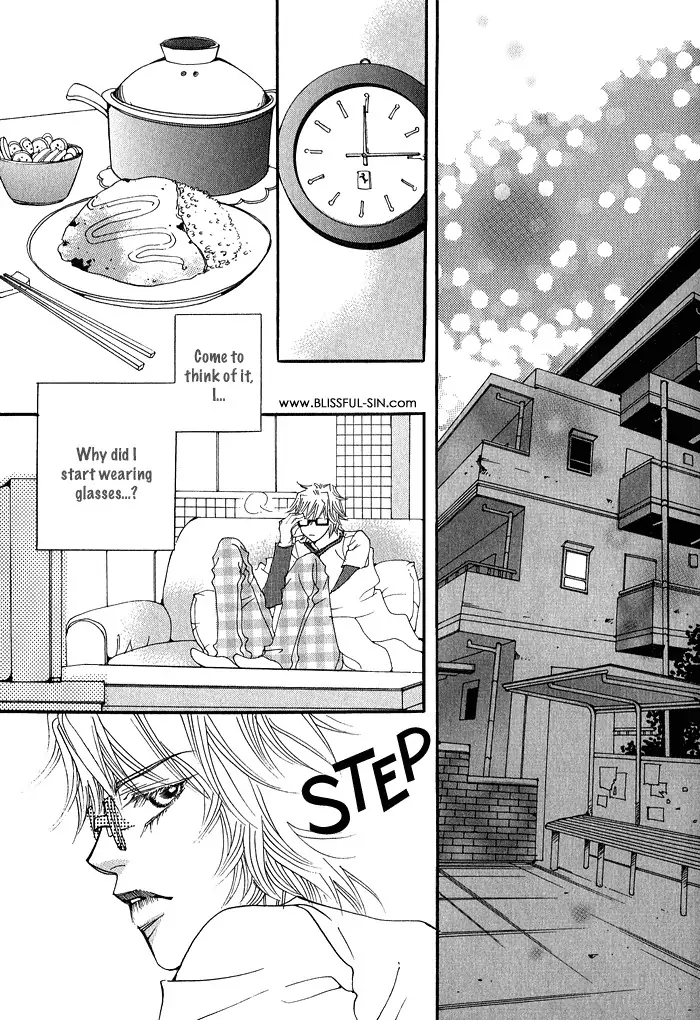 Come to
think of it,
I...
www.BLISSFUL-SIN.com
Why did I
start wearing
glasses...?
STEP